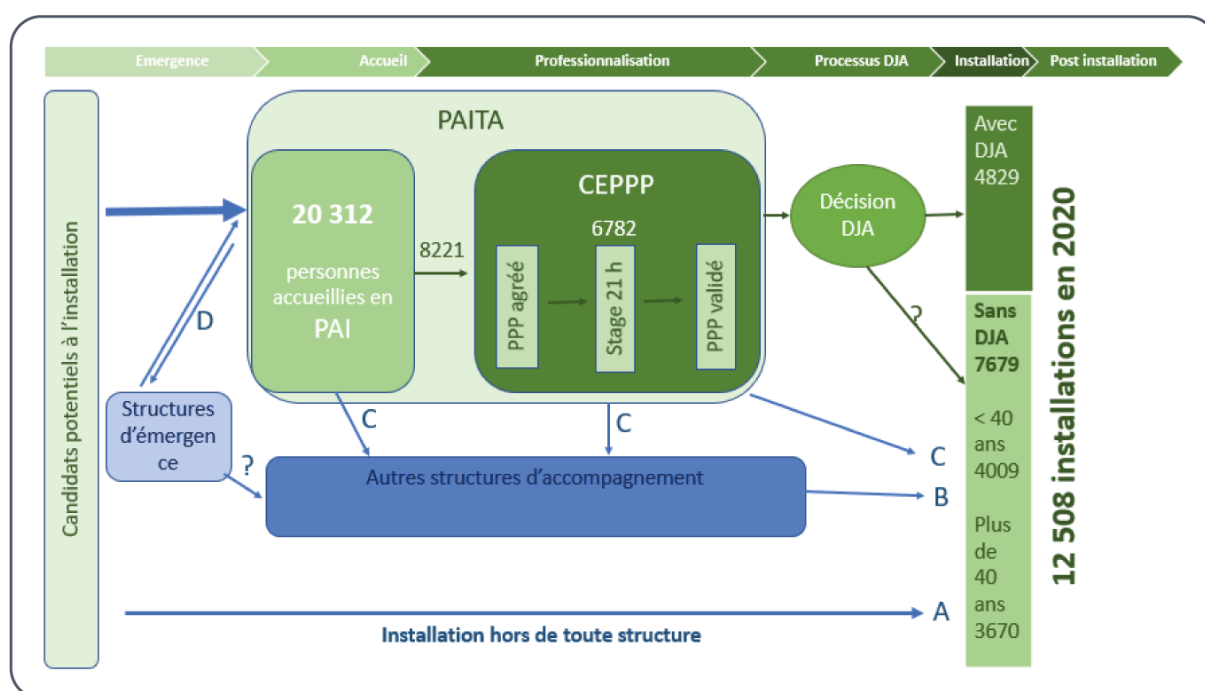 Emergence
Accueil
Professionnalisation
Processus DJA
Installation
Post installation
Candidats potentiels à l'installation
PAITA
20 312
personnes
accueillies en
PAI
8221
CEPPP
6782
PPP agréé
Stage 21 h
PPP validé
Décision
DJA
?
Avec
DJA
4829
Sans
DJA
7679
< 40
ans
4009
Plus
de
40
ans
3670
12 508 installations en 2020
D
Structures
d'émergen
ce
?
C
C
C
Autres structures d'accompagnement
B
A
Installation hors de toute structure